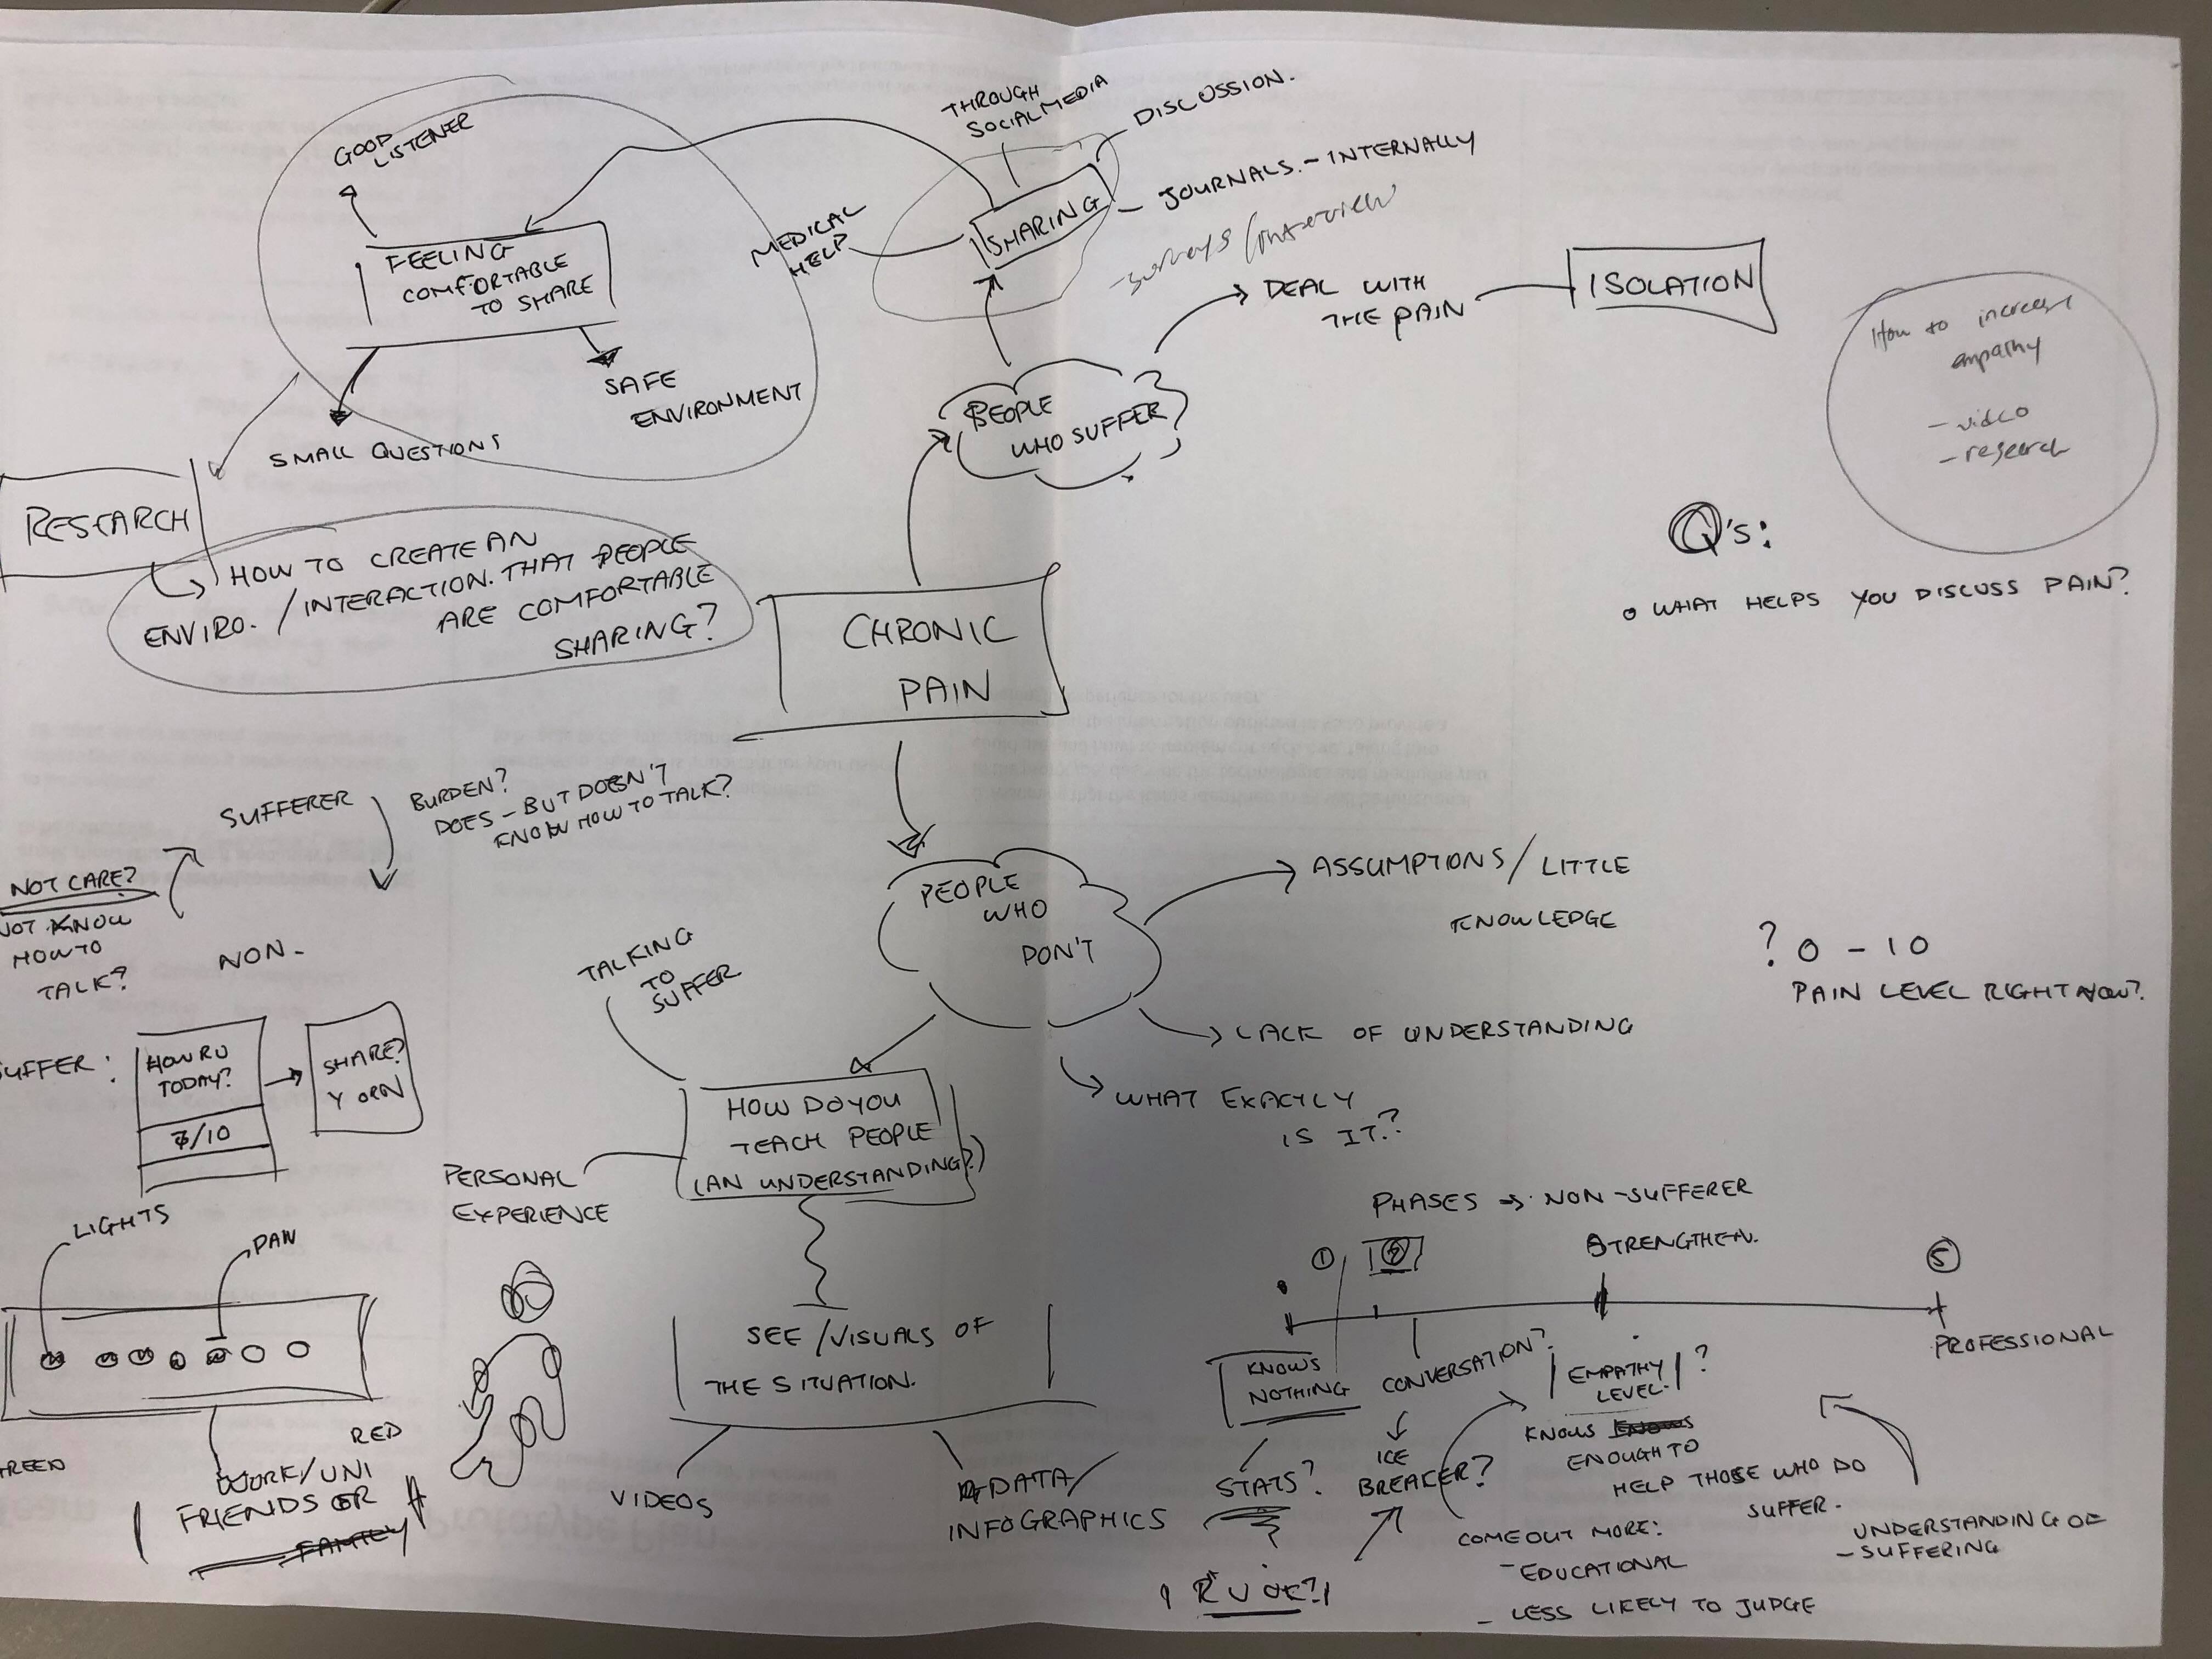 GOOD
LISTENER
FEELING
COMFORTABLE
TO SHARE
SAFE
ENVIRONMENT
SMALL QUESTIONS
THROUGH
SOCIAL MEDIA
DISCUSSION.
SHARING
JOURNALS. - INTERNALLY
- surveys /
MEDICAL
HELP
DEAL WITH
THE PAIN
ISOLATION
How to increase
empathy
- video
- research
PEOPLE
WHO SUFFER
RESEARCH
HOW TO CREATE AN
ENVIRO. / INTERACTION. THAT PEOPLE
ARE COMFORTABLE
SHARING?
Q's:
WHAT HELPS YOU DISCUSS PAIN?
CHRONIC
PAIN
SUFFERER
BURDEN?
DOES - BUT DOESN'T
KNOW HOW TO TALK?
NOT CARE?
NOT KNOW
HOW TO
TALK?
NON-
PEOPLE
WHO
DON'T
ASSUMPTIONS / LITTLE
KNOWLEDGE
? 0 - 10
PAIN LEVEL RIGHT NOW?
LACK OF UNDERSTANDING
WHAT EXACYLY
IS IT?
TALKING
TO
SUFFER
HOW DO YOU
TEACH PEOPLE
(AN UNDERSTANDING?)
PERSONAL
EXPERIENCE
SUFFER:
HOW R U
TODAY?
7/10
SHARE?
Y OR N
LIGHTS
PAIN
RED
WORK/UNI
FRIENDS OR
FAMILY
SEE / VISUALS OF
THE SITUATION.
VIDEOS
DATA/
INFOGRAPHICS
PHASES → NON-SUFFERER
STRENGTHEN.
1
5
PROFESSIONAL
KNOWS
NOTHING
STATS?
R U OK?
CONVERSATION?
ICE
BREAKER?
EMPATHY
LEVEL. ?
KNOWS KNOWS
ENOUGH TO
HELP THOSE WHO DO
SUFFER.
COME OUT MORE:
- EDUCATIONAL
- LESS LIKELY TO JUDGE
UNDERSTANDING OF
- SUFFERING